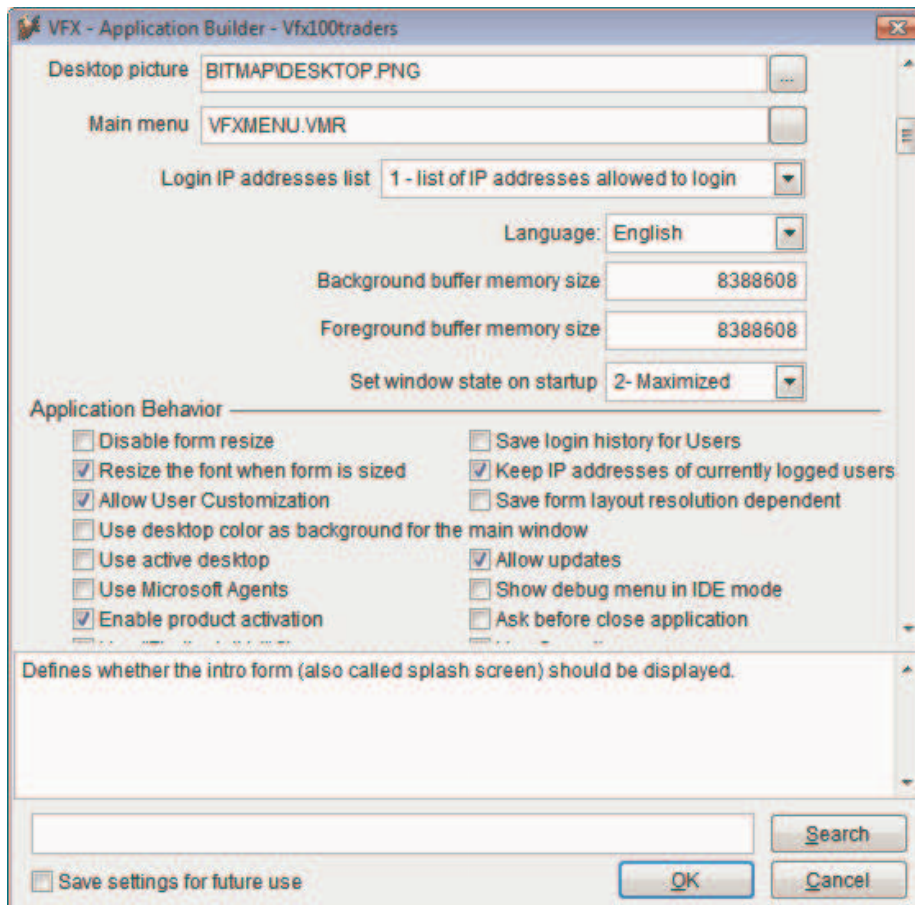 VFX - Application Builder - Vfx100traders
Desktop picture BITMAP\DESKTOP.PNG ...
Main menu VFXMENU.VMR
Login IP addresses list 1 - list of IP addresses allowed to login
Language: English
Background buffer memory size 8388608
Foreground buffer memory size 8388608
Set window state on startup 2- Maximized
Application Behavior
Disable form resize Save login history for Users
Resize the font when form is sized Keep IP addresses of currently logged users
Allow User Customization Save form layout resolution dependent
Use desktop color as background for the main window
Use active desktop Allow updates
Use Microsoft Agents Show debug menu in IDE mode
Enable product activation Ask before close application
Defines whether the intro form (also called splash screen) should be displayed.
Search
Save settings for future use OK Cancel